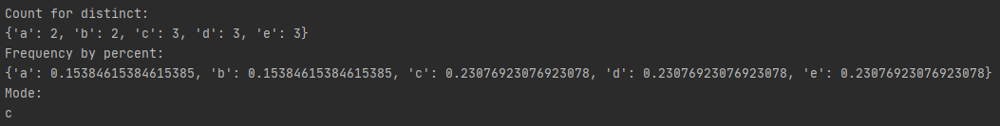 Count for distinct:
{'a': 2, 'b': 2, 'c': 3, 'd': 3, 'e': 3}
Frequency by percent:
{'a': 0.15384615384615385, 'b': 0.15384615384615385, 'c': 0.23076923076923078, 'd': 0.23076923076923078, 'e': 0.23076923076923078}
Mode:
c